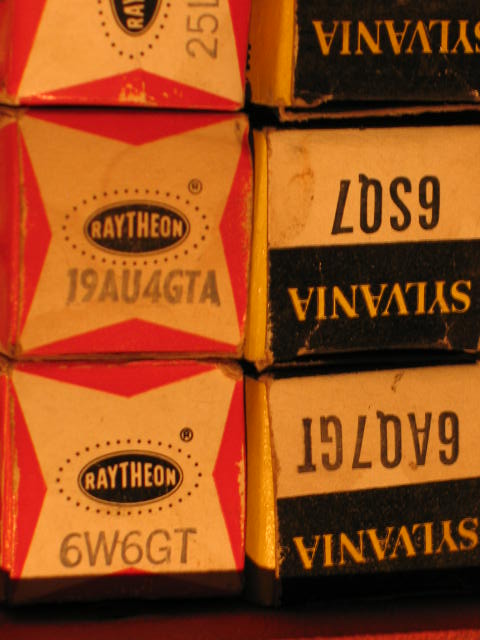 RAYTHEON
25L
SYLVANIA
RAYTHEON
®
19AU4GTA
6SQ7
SYLVANIA
RAYTHEON
®
6W6GT
6AQ7GT
SYLVANIA